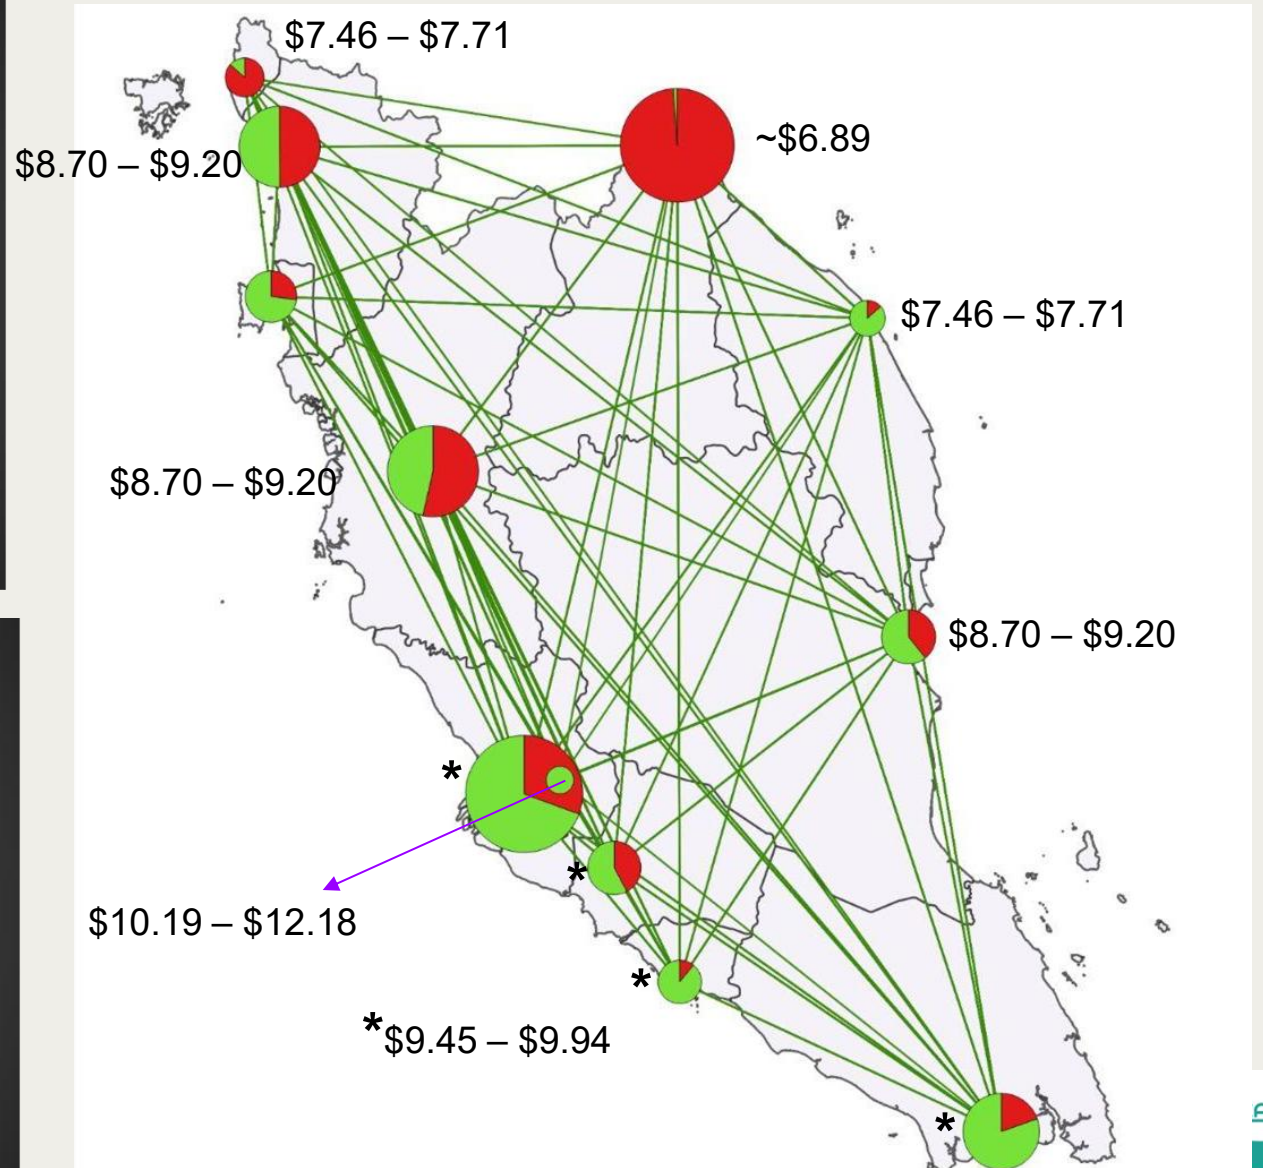 $7.46 – $7.71
~$6.89
$8.70 – $9.20
$7.46 – $7.71
$8.70 – $9.20
$8.70 – $9.20
*
*
$10.19 – $12.18
*
*$9.45 – $9.94
*